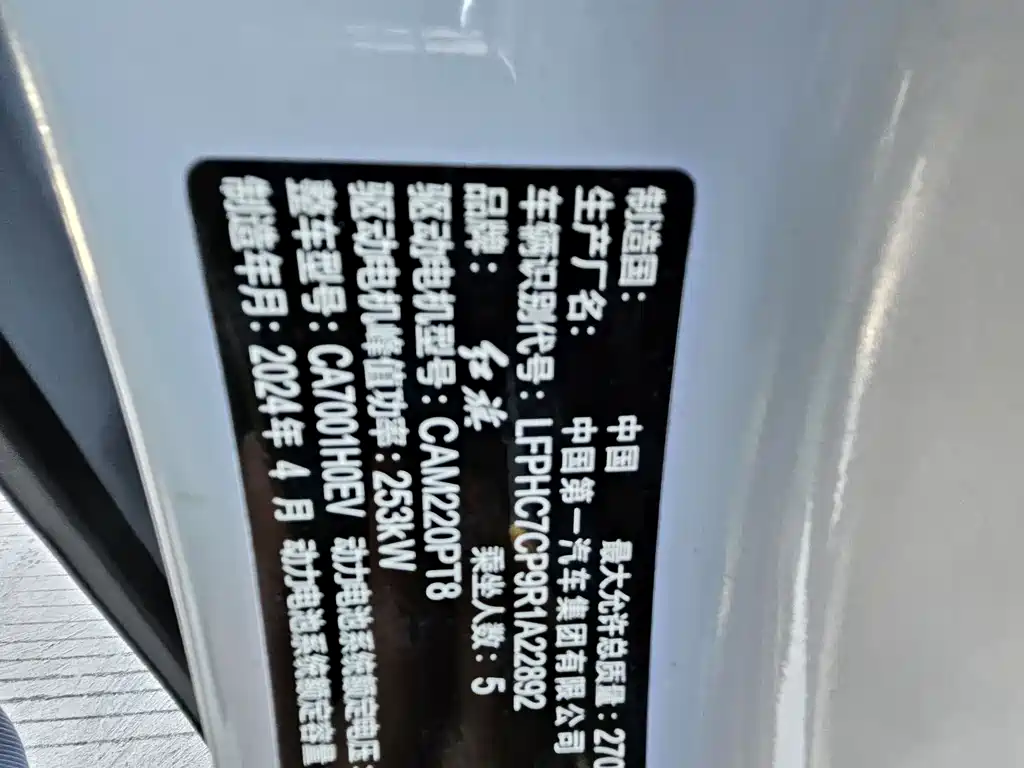 制造国： 中国 最大允许总质量：270
生产厂名： 中国第一汽车集团有限公司
车辆识别代号：LFPHC7CP9R1A22892
品牌：红旗 乘坐人数：5
驱动电机型号：CAM220PT8
驱动电机峰值功率：253kW
整车型号：CA7001H0EV 动力电池系统额定电压：
制造年月：2024年 4 月 动力电池系统额定容量